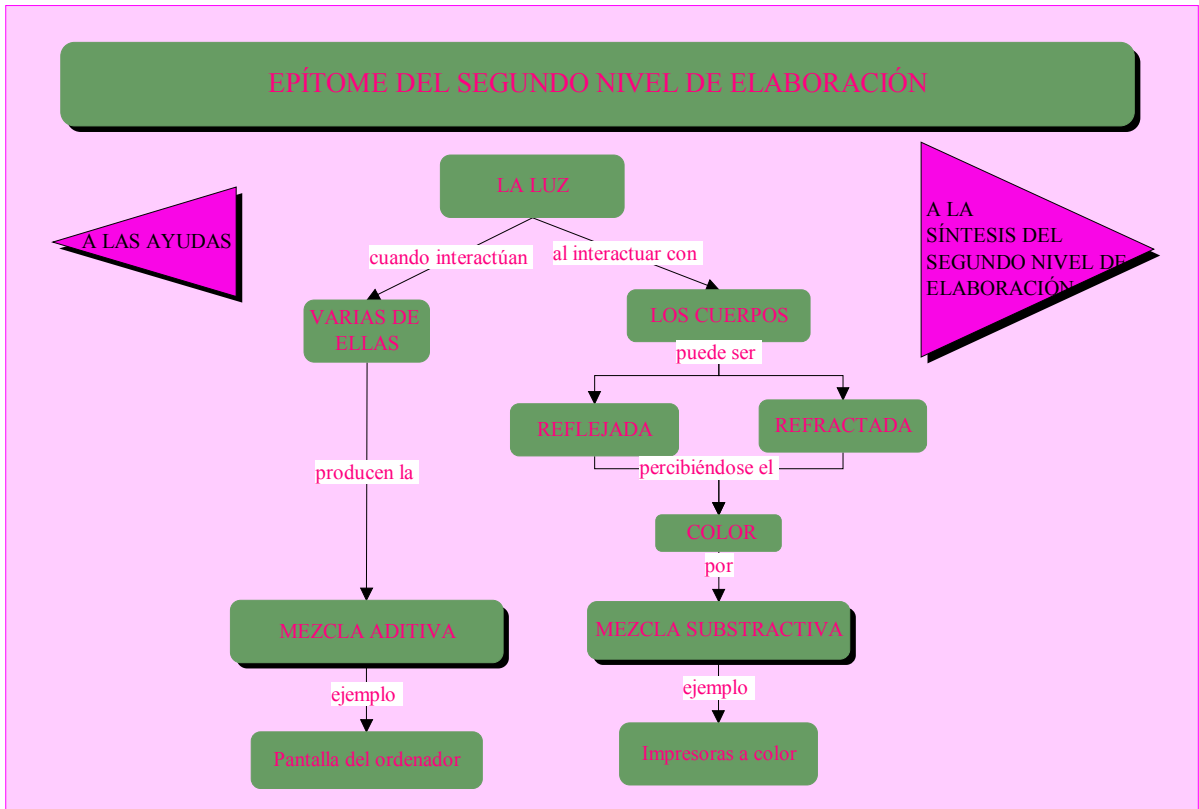 EPÍTOME DEL SEGUNDO NIVEL DE ELABORACIÓN
LA LUZ
A LAS AYUDAS
A LA
SÍNTESIS DEL
SEGUNDO NIVEL DE
ELABORACIÓN
cuando interactúan
al interactuar con
VARIAS DE
ELLAS
LOS CUERPOS
puede ser
REFLEJADA
REFRACTADA
producen la
percibiéndose el
COLOR
por
MEZCLA ADITIVA
MEZCLA SUBSTRACTIVA
ejemplo
ejemplo
Pantalla del ordenador
Impresoras a color